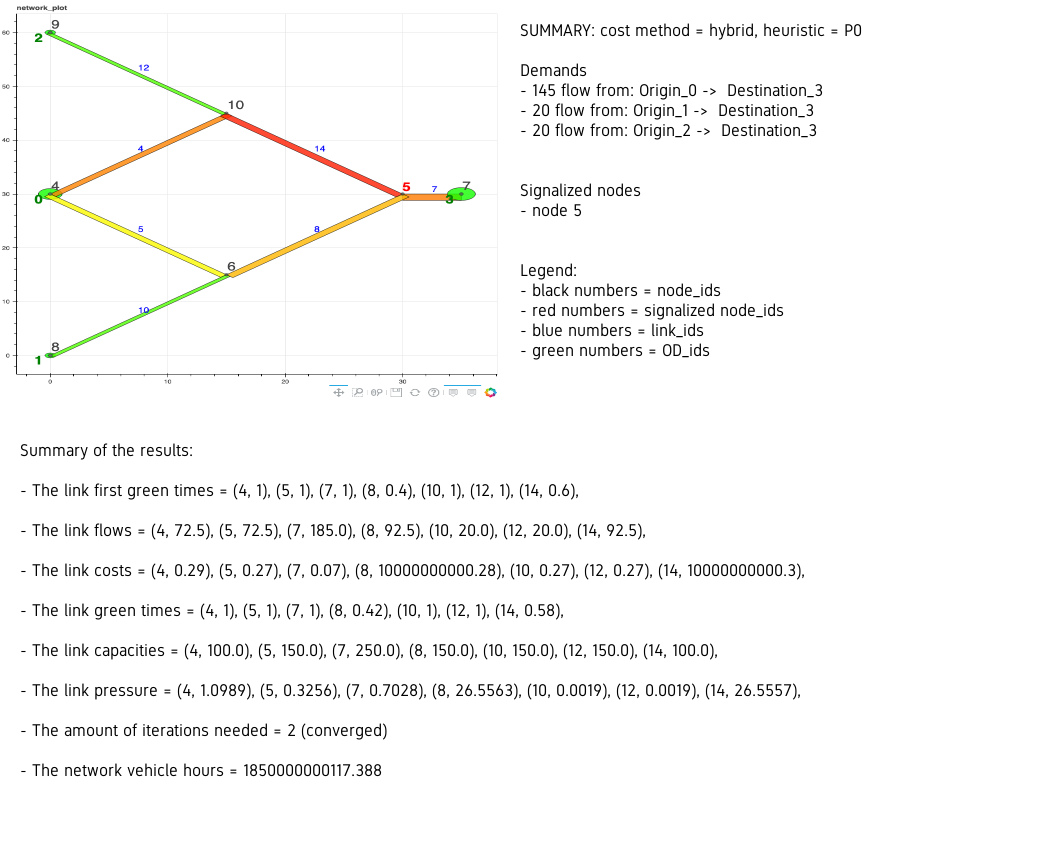 network_plot
SUMMARY: cost method = hybrid, heuristic = P0
Demands
- 145 flow from: Origin_0 -> Destination_3
- 20 flow from: Origin_1 -> Destination_3
- 20 flow from: Origin_2 -> Destination_3
Signalized nodes
- node 5
Legend:
- black numbers = node_ids
- red numbers = signalized node_ids
- blue numbers = link_ids
- green numbers = OD_ids
60
50
40
30
20
10
0
0
10
20
30
9
2
12
10
4
14
4
0
5
7
7
3
5
8
6
10
8
1
Summary of the results:
- The link first green times = (4, 1), (5, 1), (7, 1), (8, 0.4), (10, 1), (12, 1), (14, 0.6),
- The link flows = (4, 72.5), (5, 72.5), (7, 185.0), (8, 92.5), (10, 20.0), (12, 20.0), (14, 92.5),
- The link costs = (4, 0.29), (5, 0.27), (7, 0.07), (8, 10000000000.28), (10, 0.27), (12, 0.27), (14, 10000000000.3),
- The link green times = (4, 1), (5, 1), (7, 1), (8, 0.42), (10, 1), (12, 1), (14, 0.58),
- The link capacities = (4, 100.0), (5, 150.0), (7, 250.0), (8, 150.0), (10, 150.0), (12, 150.0), (14, 100.0),
- The link pressure = (4, 1.0989), (5, 0.3256), (7, 0.7028), (8, 26.5563), (10, 0.0019), (12, 0.0019), (14, 26.5557),
- The amount of iterations needed = 2 (converged)
- The network vehicle hours = 1850000000117.388